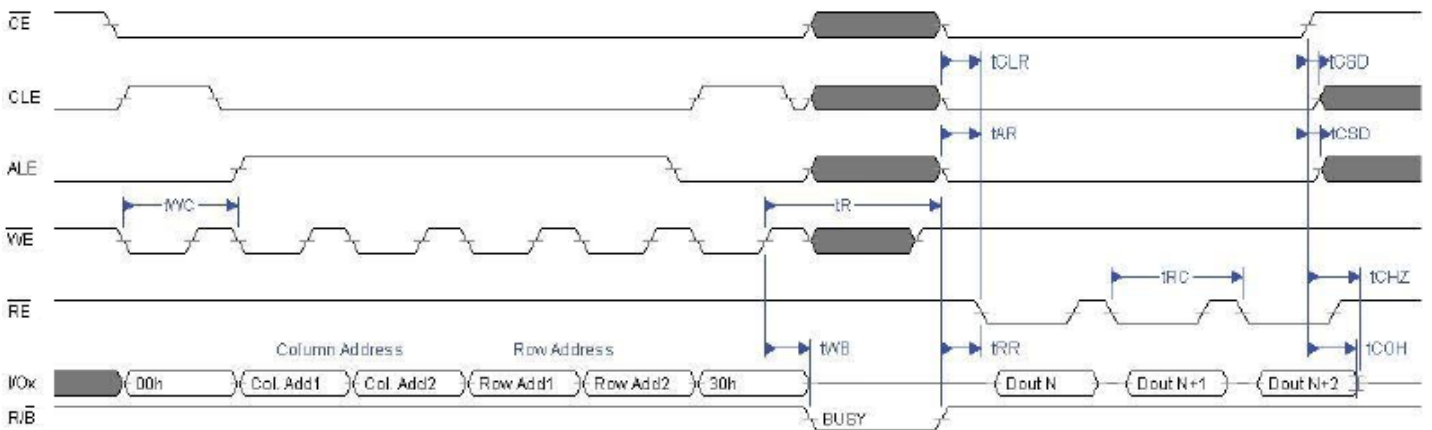 CE
tCLR tCSD
CLE
tAR tCSD
ALE
tWC tR
WE
tRC tCHZ
RE
Column Address Row Address tWB tRR tCOH
I/Ox 00h Col. Add1 Col. Add2 Row Add1 Row Add2 30h Dout N Dout N+1 Dout N+2
R/B BUSY